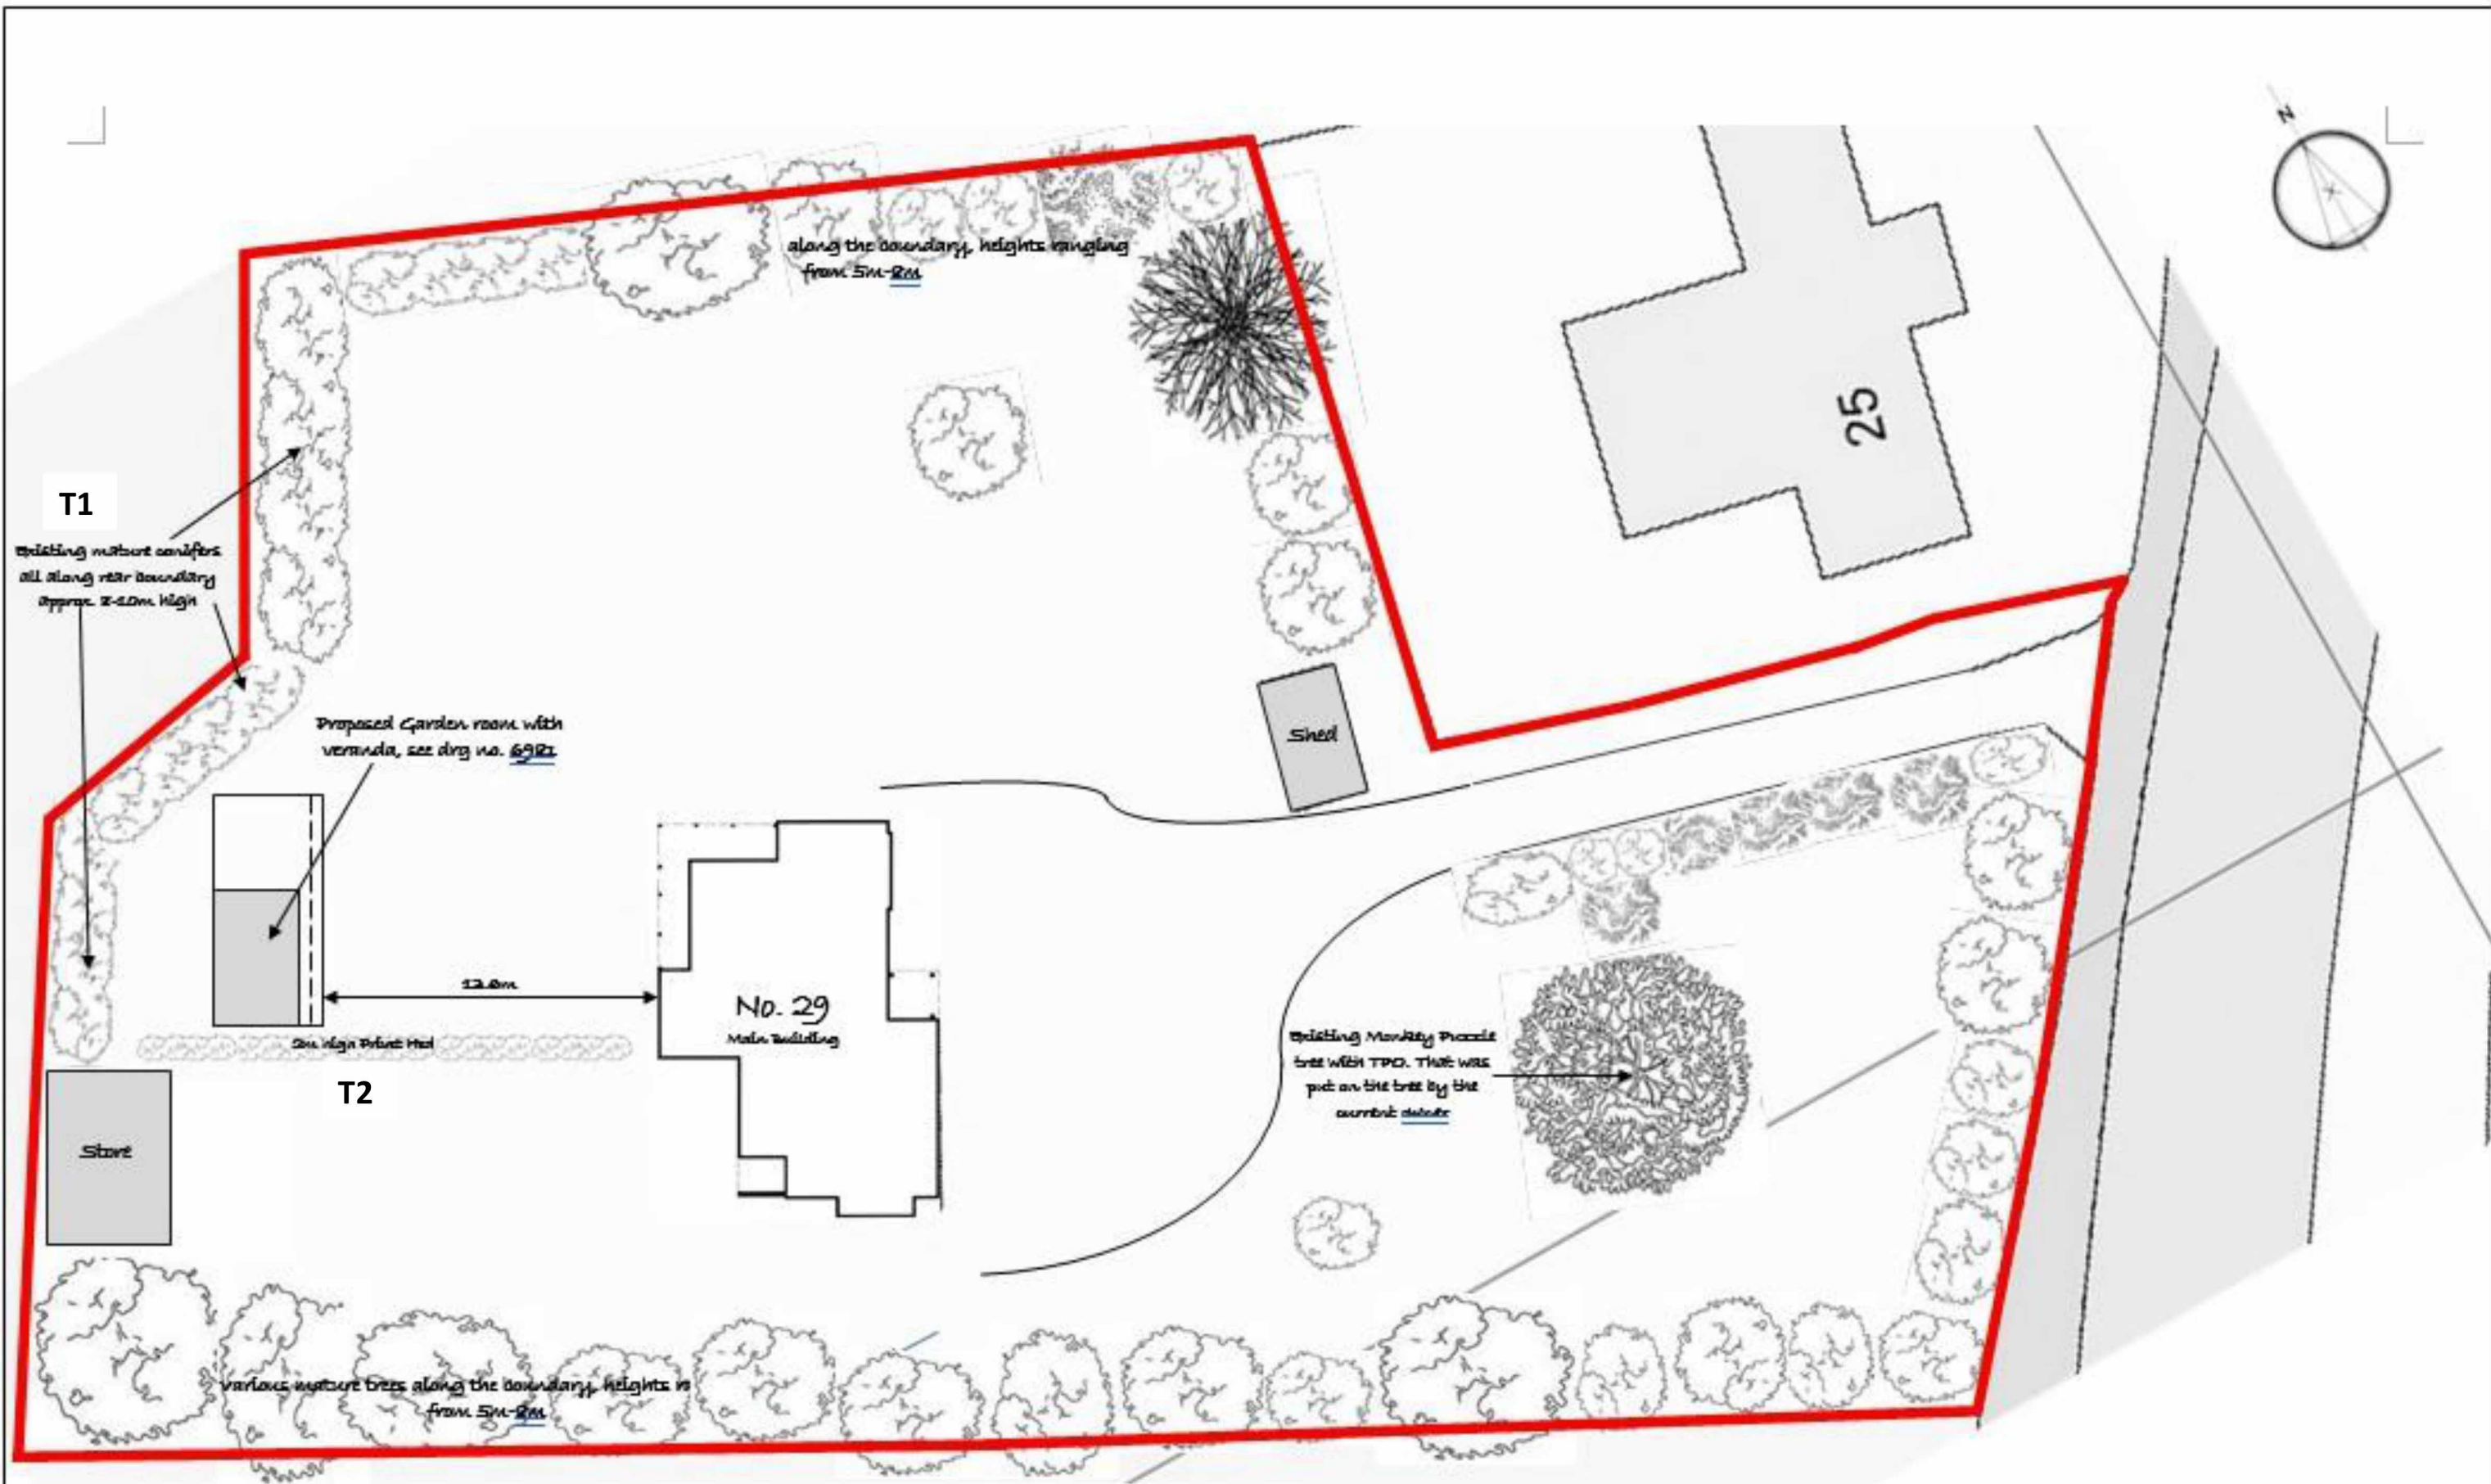 N
along the boundary, heights ranging
from 5m-8m
25
T1
Existing mature conifers
all along rear boundary
approx. 8-10m high
Proposed Garden room with
veranda, see drg no.
Shed
12.0m
No. 29
Main Building
2m high Privet Hed
T2
Existing Monkey Puzzle
tree with TPO. That was
put on the tree by the
current owner
Store
various mature trees along the boundary, heights r
from 5m-8m